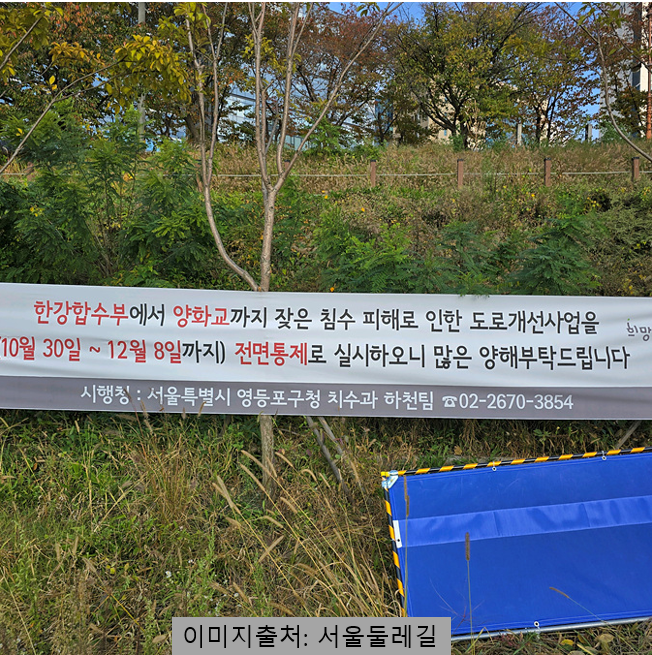 한강합수부에서 양화교까지 잦은 침수 피해로 인한 도로개선사업을
(10월 30일 ~ 12월 8일까지) 전면통제로 실시하오니 많은 양해부탁드립니다
희망
시행청 : 서울특별시 영등포구청 치수과 하천팀 ☎02-2670-3854
이미지출처: 서울둘레길